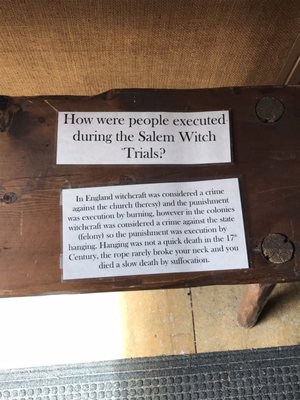 How were people executed
during the Salem Witch
Trials?
In England witchcraft was considered a crime
against the church (heresy) and the punishment
was execution by burning, however in the colonies
witchcraft was considered a crime against the state
(felony) so the punishment was execution by
hanging. Hanging was not a quick death in the 17th
Century, the rope rarely broke your neck and you
died a slow death by suffocation.